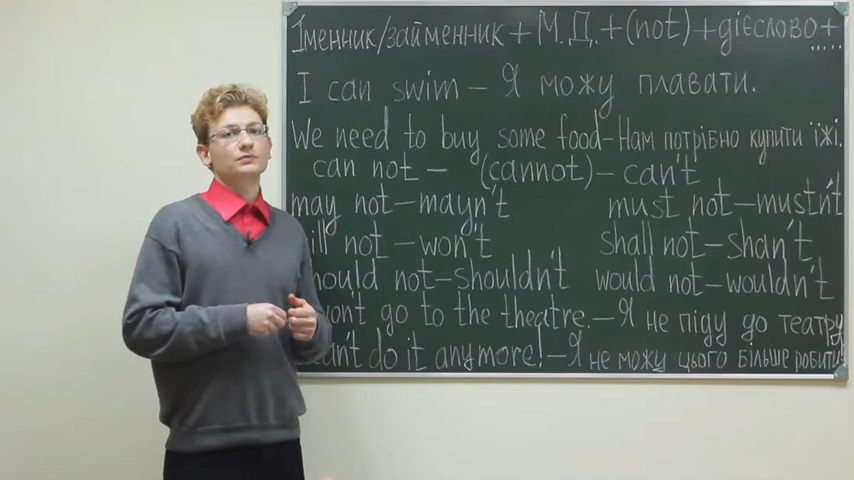 Іменник/займенник + М.Д. + (not) + дієслово + ...
I can swim – Я можу плавати.
We need to buy some food – Нам потрібно купити їжі.
can not – (cannot) – can't
may not – mayn't must not – mustn't
not – won't shall not – shan't
not – shouldn't would not – wouldn't
go to the theatre. – Я не піду до театру
do it anymore! – Я не можу цього більше робити!